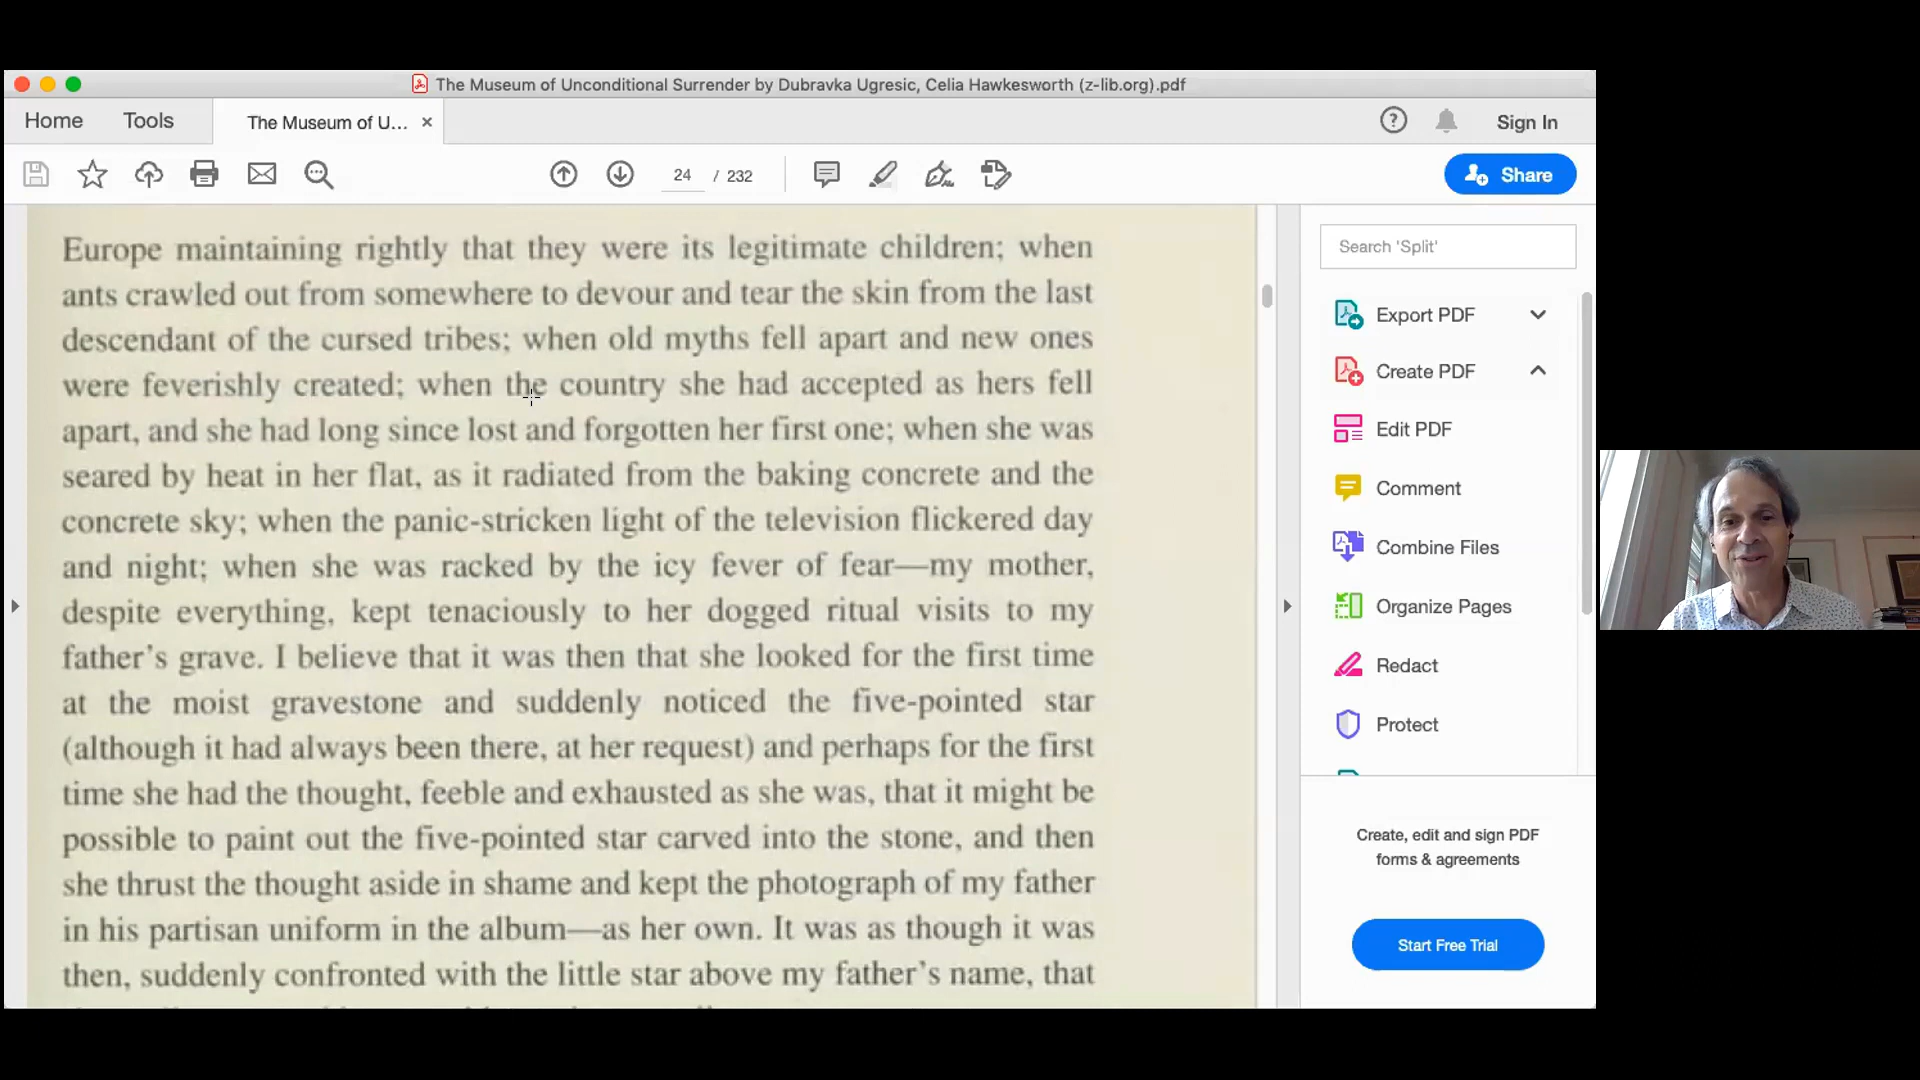 The Museum of Unconditional Surrender by Dubravka Ugresic, Celia Hawkesworth (z-lib.org).pdf
Home
Tools
The Museum of U...
Sign In
24 / 232
Share
Europe maintaining rightly that they were its legitimate children; when
ants crawled out from somewhere to devour and tear the skin from the last
descendant of the cursed tribes; when old myths fell apart and new ones
were feverishly created; when the country she had accepted as hers fell
apart, and she had long since lost and forgotten her first one; when she was
seared by heat in her flat, as it radiated from the baking concrete and the
concrete sky; when the panic-stricken light of the television flickered day
and night; when she was racked by the icy fever of fear—my mother,
despite everything, kept tenaciously to her dogged ritual visits to my
father's grave. I believe that it was then that she looked for the first time
at the moist gravestone and suddenly noticed the five-pointed star
(although it had always been there, at her request) and perhaps for the first
time she had the thought, feeble and exhausted as she was, that it might be
possible to paint out the five-pointed star carved into the stone, and then
she thrust the thought aside in shame and kept the photograph of my father
in his partisan uniform in the album—as her own. It was as though it was
then, suddenly confronted with the little star above my father's name, that
Search 'Split'
Export PDF
Create PDF
Edit PDF
Comment
Combine Files
Organize Pages
Redact
Protect
Create, edit and sign PDF
forms & agreements
Start Free Trial